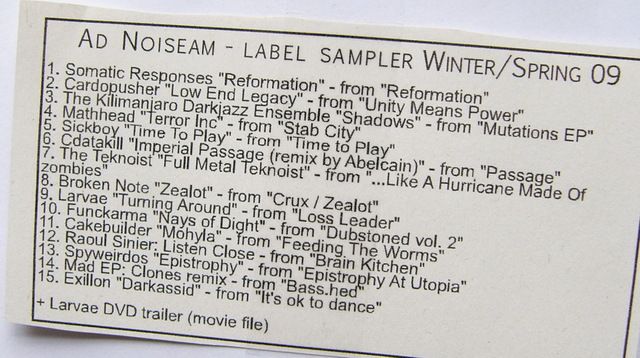 AD NOISEAM - LABEL SAMPLER WINTER/SPRING 09
1. Somatic Responses "Reformation" - from "Reformation"
2. Cardopusher "Low End Legacy" - from "Unity Means Power"
3. The Kilimanjaro Darkjazz Ensemble "Shadows" - from "Mutations EP"
4. Mathhead "Terror Inc" - from "Stab City"
5. Sickboy "Time To Play" - from "Time to Play"
6. Cdatakill "Imperial Passage (remix by Abelcain)" - from "Passage"
7. The Teknoist "Full Metal Teknoist" - from "...Like A Hurricane Made Of
zombies"
8. Broken Note "Zealot" - from "Crux / Zealot"
9. Larvae "Turning Around" - from "Loss Leader"
10. Funckarma "Nays of Dight" - from "Dubstoned vol. 2"
11. Cakebuilder "Mohyla" - from "Feeding The Worms"
12. Raoul Sinier: Listen Close - from "Brain Kitchen"
13. Spyweirdos "Epistrophy" - from "Epistrophy At Utopia"
14. Mad EP: Clones remix - from "Bass.hed"
15. Exillon "Darkassid" - from "It's ok to dance"
+ Larvae DVD trailer (movie file)